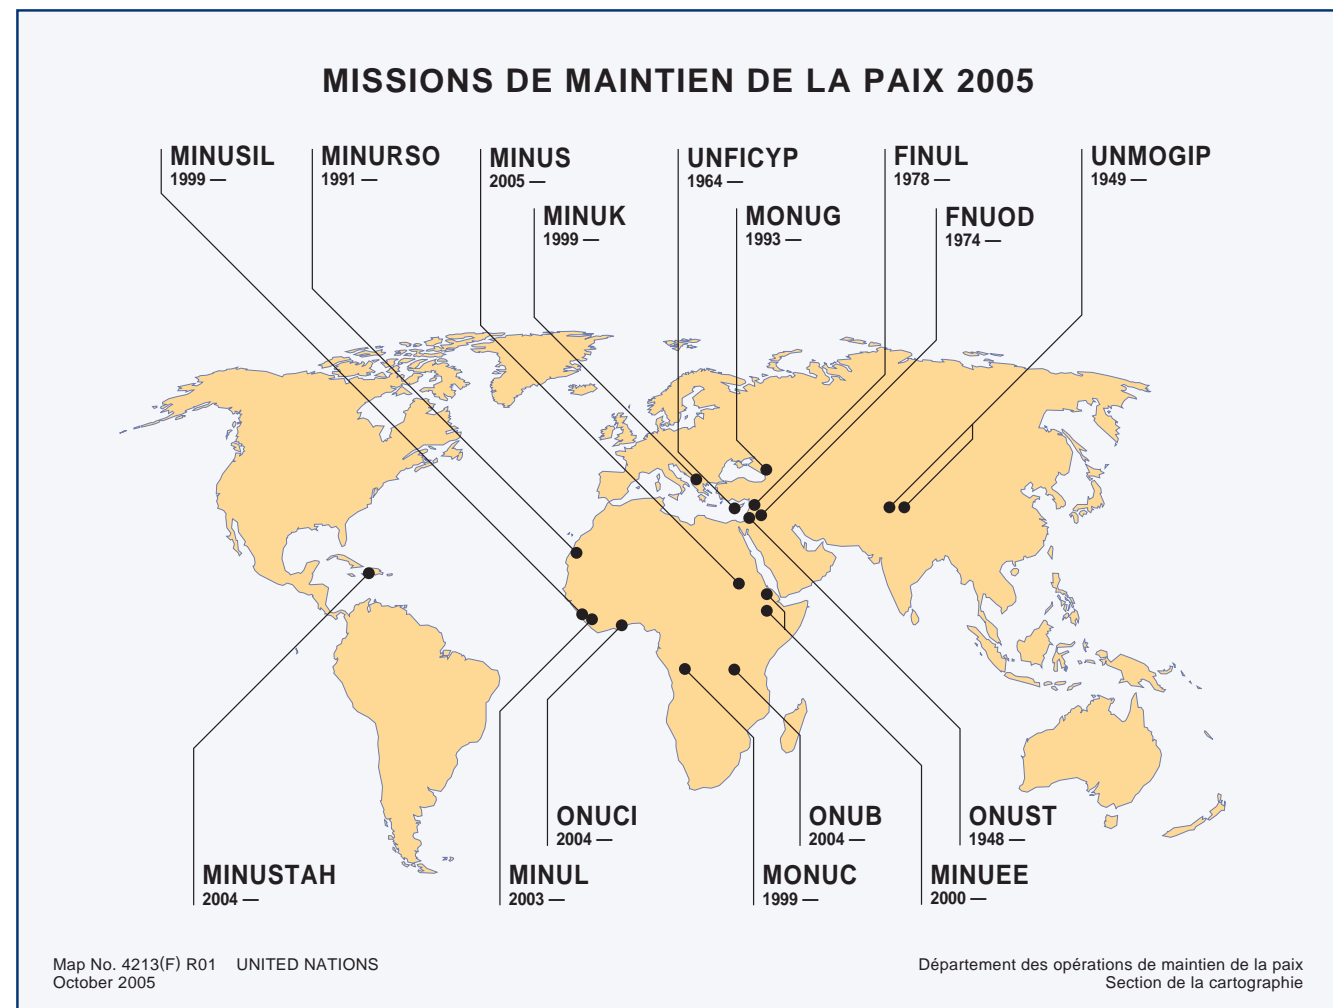 MISSIONS DE MAINTIEN DE LA PAIX 2005
MINUSIL
1999 —
MINURSO
1991 —
MINUS
2005 —
UNFICYP
1964 —
FINUL
1978 —
UNMOGIP
1949 —
MINUK
1999 —
MONUG
1993 —
FNUOD
1974 —
ONUCI
2004 —
ONUB
2004 —
ONUST
1948 —
MINUSTAH
2004 —
MINUL
2003 —
MONUC
1999 —
MINUEE
2000 —
Map No. 4213(F) R01 UNITED NATIONS
October 2005
Département des opérations de maintien de la paix
Section de la cartographie